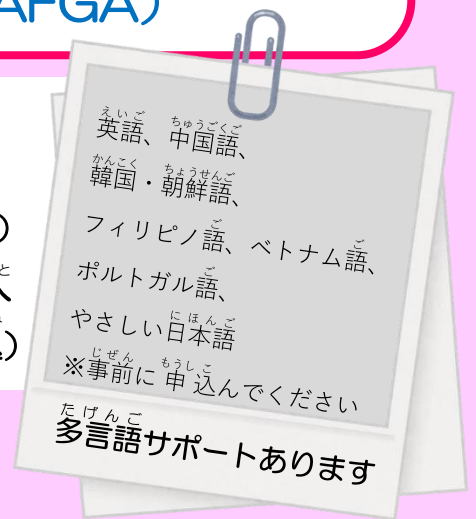 AFGA）
英語、中国語、
韓国・朝鮮語、
フィリピノ語、ベトナム語、
ポルトガル語、
やさしい日本語
※事前に申込んでください
多言語サポートあります